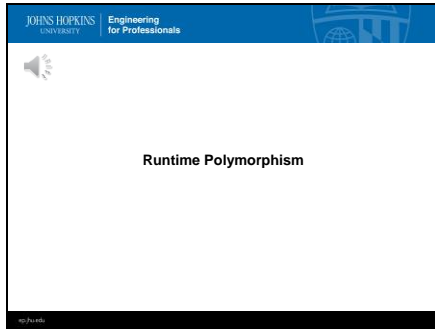 JOHNS HOPKINS
UNIVERSITY
Engineering
for Professionals
Runtime Polymorphism
ep.jhu.edu